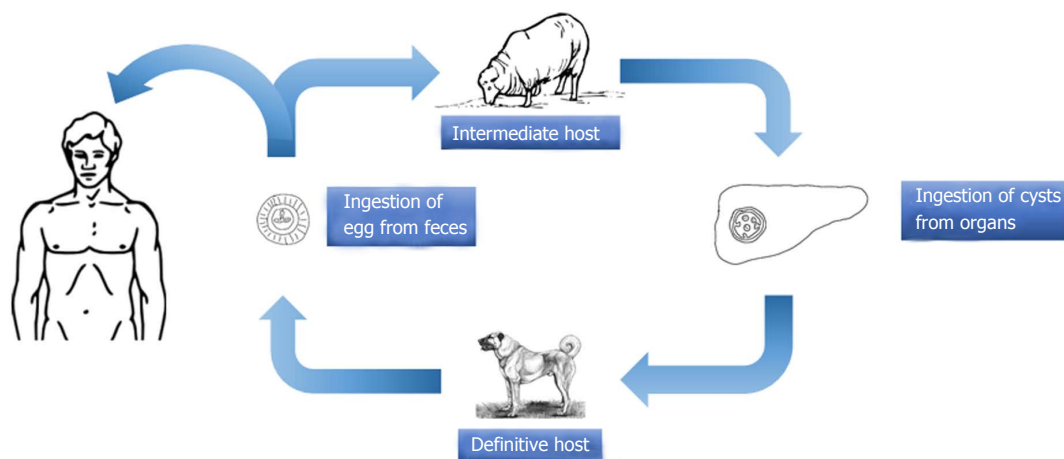 Intermediate host
Ingestion of
egg from feces
Ingestion of cysts
from organs
Definitive host